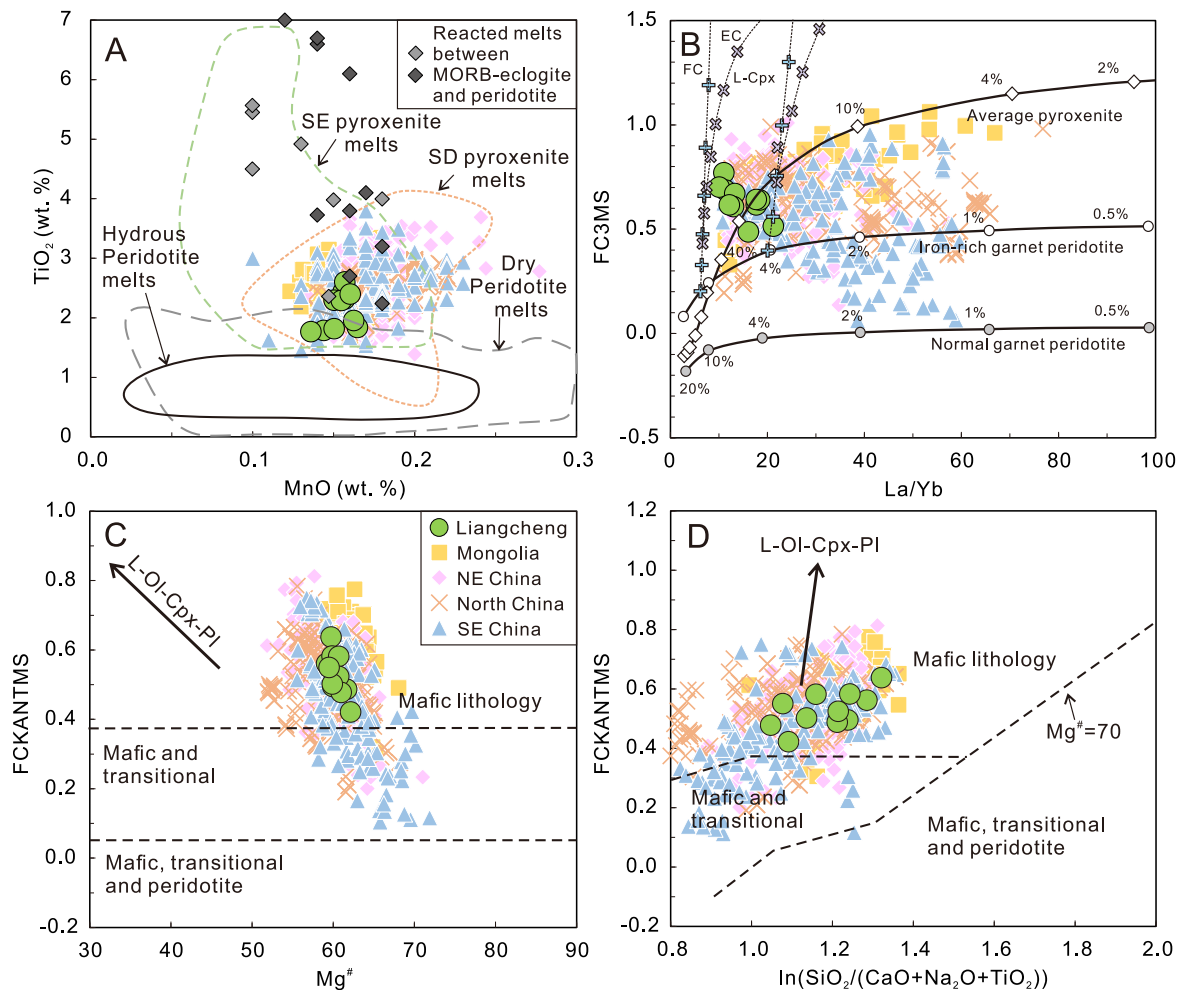 A
7
6
5
4
3
2
1
0
TiO₂ (wt. %)
0.0
0.1
0.2
0.3
MnO (wt. %)
Reacted melts
between
MORB-eclogite
and peridotite
SE pyroxenite
melts
SD pyroxenite
melts
Hydrous
Peridotite
melts
Dry
Peridotite
melts
B
1.5
1.0
0.5
0.0
-0.5
FC3MS
0
20
40
60
80
100
La/Yb
FC
EC
L-Cpx
4%
2%
10%
Average pyroxenite
40%
4%
2%
1%
0.5%
Iron-rich garnet peridotite
20%
10%
4%
2%
1%
0.5%
Normal garnet peridotite
C
1.0
0.8
0.6
0.4
0.2
0.0
-0.2
FCKANTMS
30
40
50
60
70
80
90
Mg#
L-Ol-Cpx-Pl
Liangcheng
Mongolia
NE China
North China
SE China
Mafic lithology
Mafic and
transitional
Mafic, transitional
and peridotite
D
1.2
1.0
0.8
0.6
0.4
0.2
0.0
-0.2
FCKANTMS
0.8
1.0
1.2
1.4
1.6
1.8
2.0
ln(SiO₂/(CaO+Na₂O+TiO₂))
L-Ol-Cpx-Pl
Mafic lithology
Mg#=70
Mafic and
transitional
Mafic, transitional
and peridotite